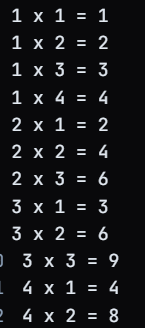 1 x 1 = 1
1 x 2 = 2
1 x 3 = 3
1 x 4 = 4
2 x 1 = 2
2 x 2 = 4
2 x 3 = 6
3 x 1 = 3
3 x 2 = 6
3 x 3 = 9
4 x 1 = 4
4 x 2 = 8